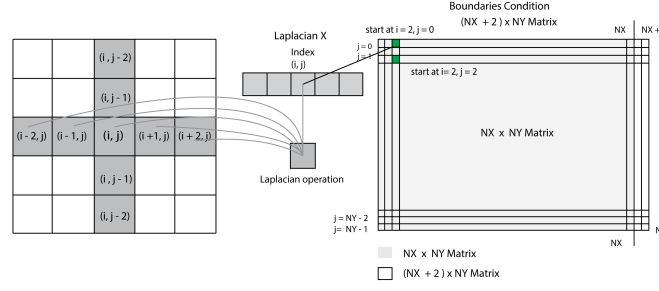 Boundaries Condition
(NX + 2) x NY Matrix
start at i = 2, j = 0
NX
NX +
Laplacian X
Index
(i, j)
j = 0
j = 1
start at i= 2, j = 2
(i , j - 2)
(i, j - 1)
(i - 2, j)
(i - 1, j)
(i, j)
(i +1, j)
(i + 2, j)
(i , j - 1)
(i, j - 2)
Laplacian operation
NX x NY Matrix
j = NY - 2
j= NY - 1
N
NX
NX x NY Matrix
(NX + 2 ) x NY Matrix